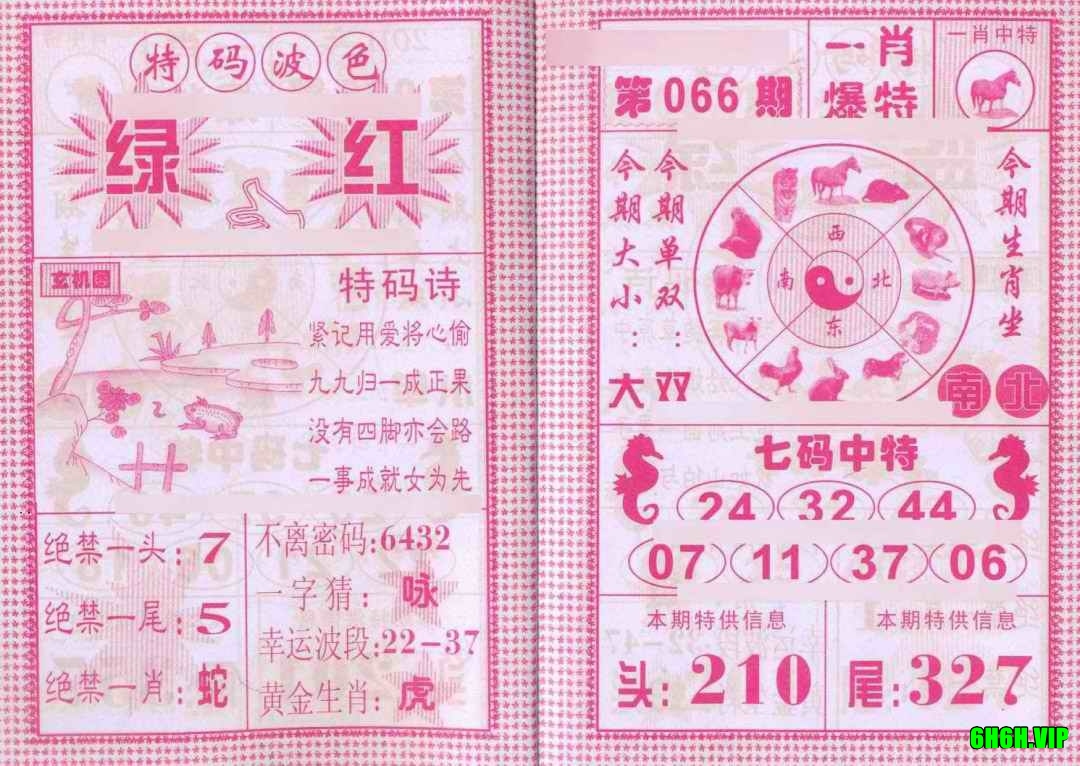 特码波色
绿 红
玄机图
特码诗
紧记用爱将心偷
九九归一成正果
没有四脚亦会路
一事成就女为先
绝禁一头:7
绝禁一尾:5
绝禁一肖:蛇
不离密码:6432
一字猜:咏
幸运波段:22-37
黄金生肖:虎
第066期
一肖
爆特
一肖中特
今期大小:大
今期单双:双
西
南 北
东
今期生肖坐
南北
七码中特
24 32 44
07 11 37 06
本期特供信息
头:210
本期特供信息
尾:327
6H6H.VIP